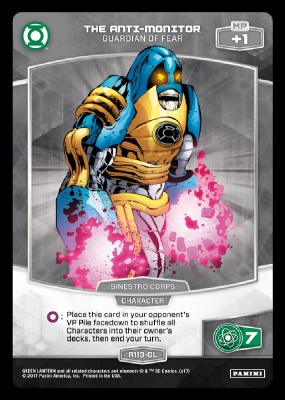 THE ANTI-MONITOR
GUARDIAN OF FEAR
MP
+1
SINESTRO CORPS
CHARACTER
: Place this card in your opponent's
VP Pile facedown to shuffle all
Characters into their owner's
decks, then end your turn.
7
R113-GL
GREEN LANTERN and all related characters and elements © & ™ DC Comics. (s17)
© 2017 Panini America, Inc. Printed in the USA.
PANINI